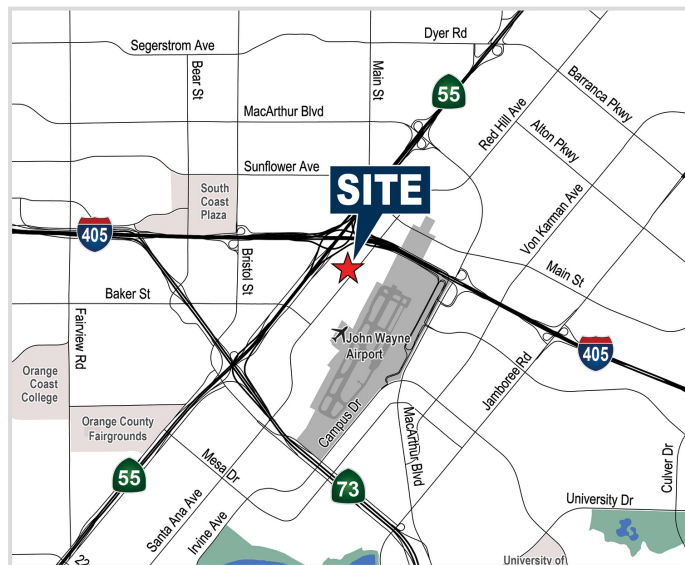 Dyer Rd
Segerstrom Ave
Bear St
Main St
Barranca Pkwy
55
Red Hill Ave
MacArthur Blvd
Alton Pkwy
Sunflower Ave
SITE
South
Coast
Plaza
Von Karman Ave
405
Bristol St
Main St
Baker St
Fairview Rd
John Wayne
Airport
405
Jamboree Rd
Orange
Coast
College
Campus Dr
MacArthur Blvd
Orange County
Fairgrounds
Mesa Dr
Culver Dr
55
73
Santa Ana Ave
Irvine Ave
University Dr
22
University of